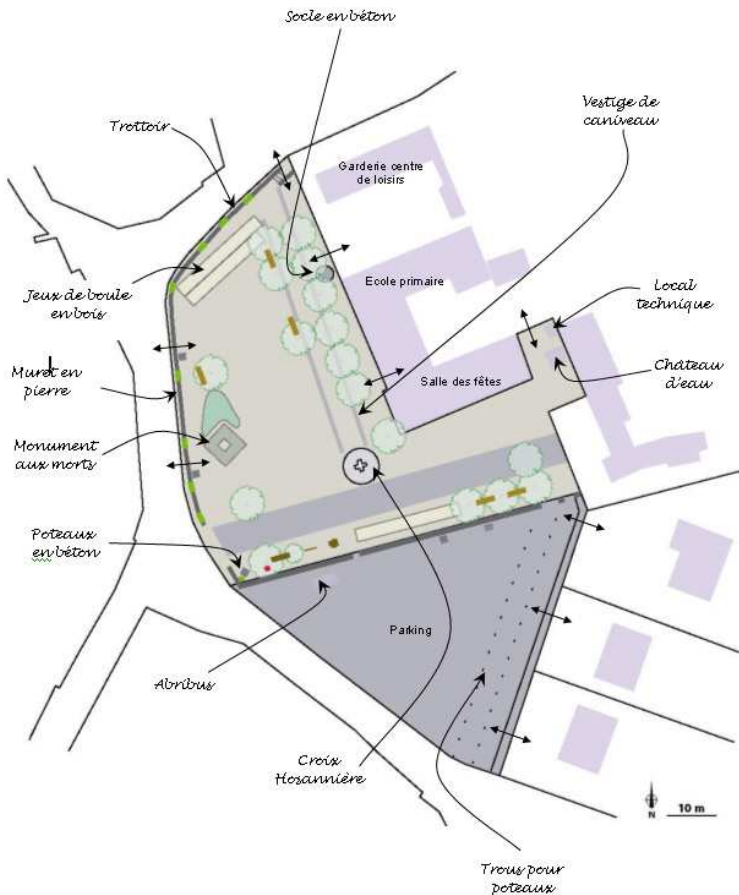 Socle en béton
Vestige de
caniveau
Trottoir
Garderie centre
de loisirs
Jeux de boule
en bois
Ecole primaire
Local
technique
Muret en
pierre
Salle des fêtes
Château
d'eau
Monument
aux morts
Poteaux
en béton
Parking
Abribus
Croix
Hosannière
N
10 m
Trous pour
poteaux